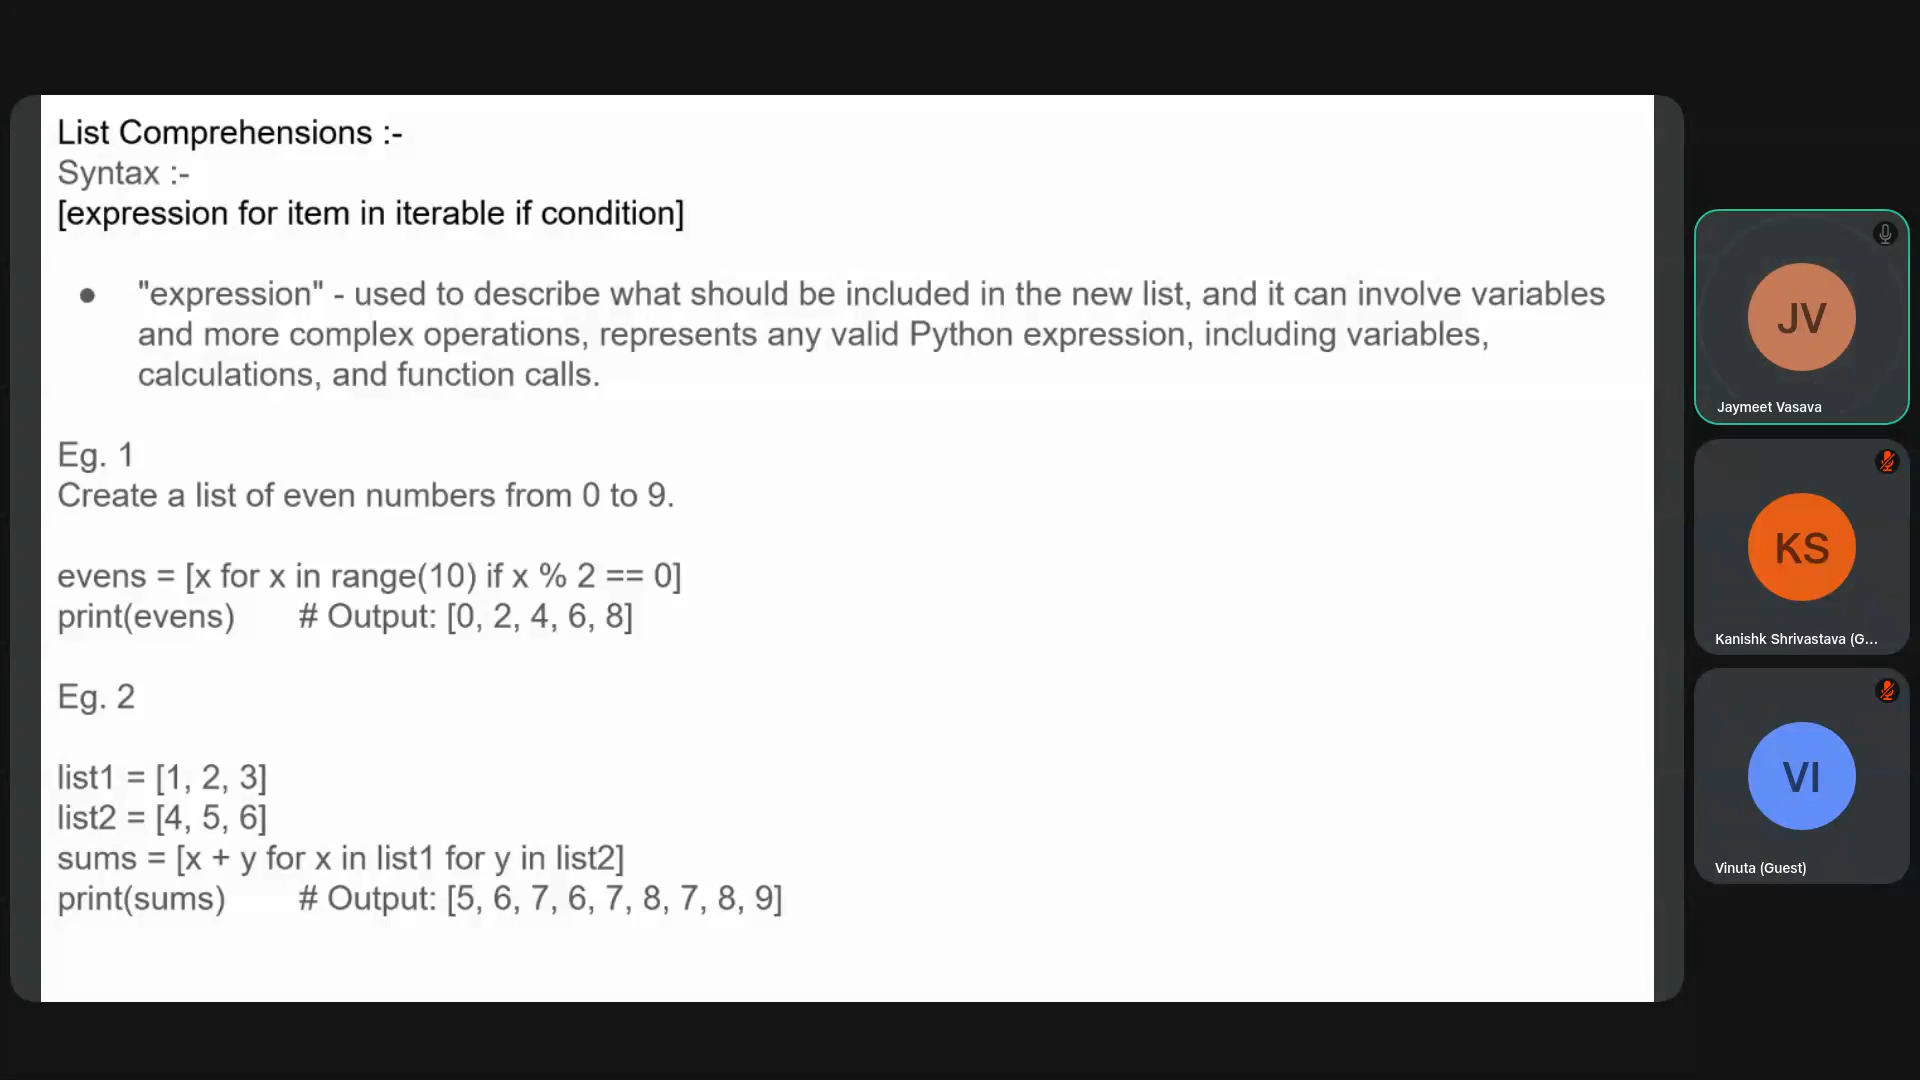 List Comprehensions :-
Syntax :-
[expression for item in iterable if condition]
● "expression" - used to describe what should be included in the new list, and it can involve variables
and more complex operations, represents any valid Python expression, including variables,
calculations, and function calls.
Eg. 1
Create a list of even numbers from 0 to 9.
evens = [x for x in range(10) if x % 2 == 0]
print(evens) # Output: [0, 2, 4, 6, 8]
Eg. 2
list1 = [1, 2, 3]
list2 = [4, 5, 6]
sums = [x + y for x in list1 for y in list2]
print(sums) # Output: [5, 6, 7, 6, 7, 8, 7, 8, 9]
JV
Jaymeet Vasava
KS
Kanishk Shrivastava (G...
VI
Vinuta (Guest)